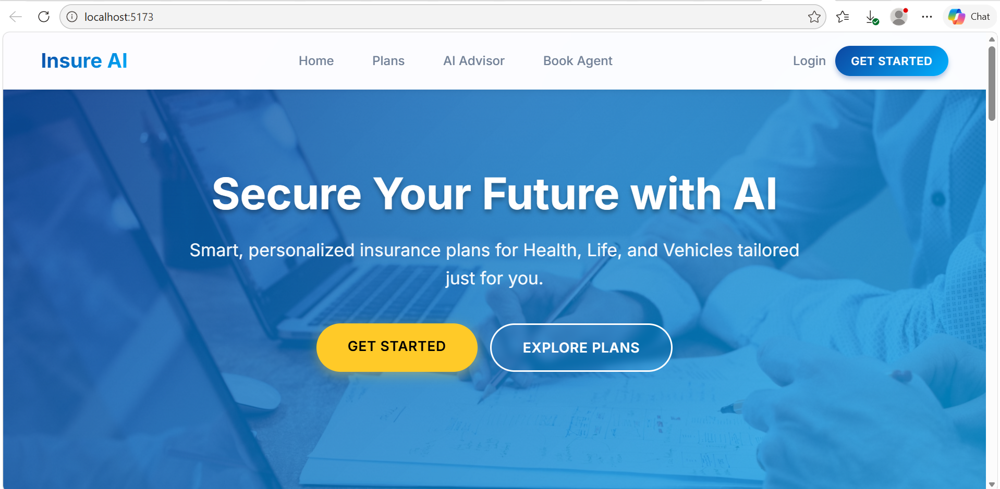 localhost:5173
Chat
Insure AI
Home
Plans
AI Advisor
Book Agent
Login
GET STARTED
Secure Your Future with AI
Smart, personalized insurance plans for Health, Life, and Vehicles tailored
just for you.
GET STARTED
EXPLORE PLANS